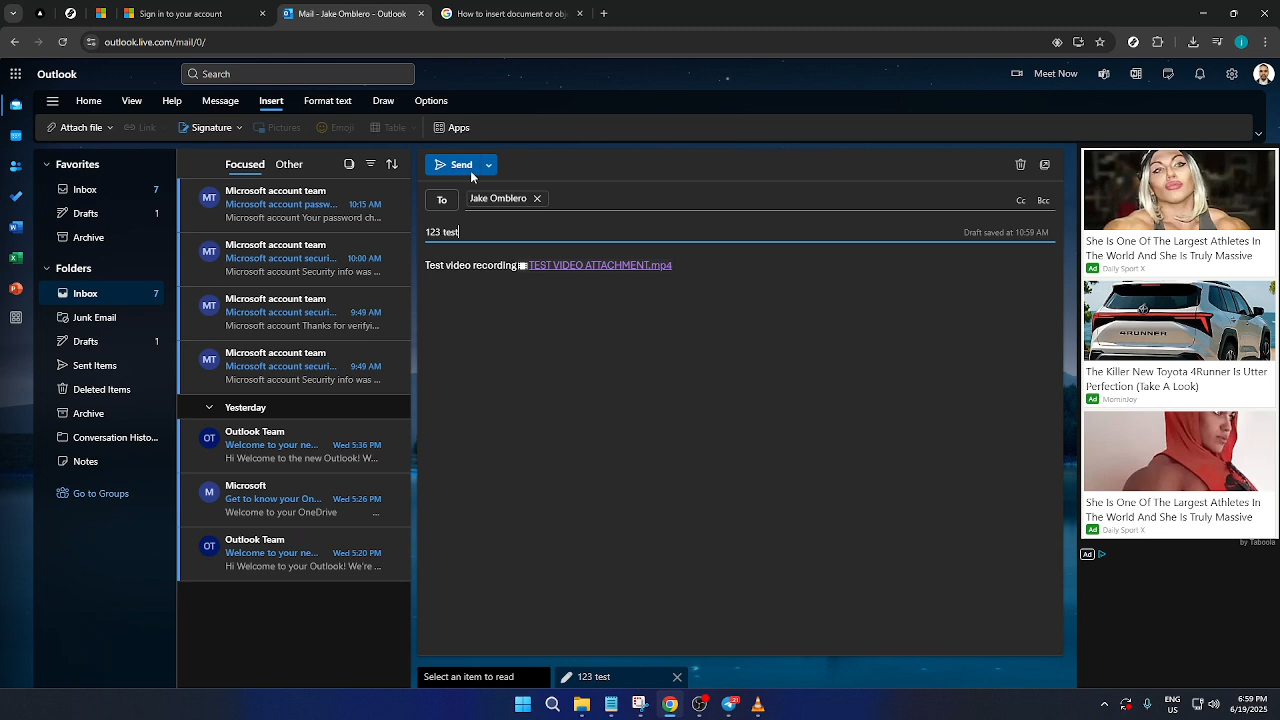 Sign in to your account
Mail - Jake Omblero - Outlook
How to insert document or obj
outlook.live.com/mail/0/
j
Outlook
Search
Meet Now
Home
View
Help
Message
Insert
Format text
Draw
Options
Attach file
Link
Signature
Pictures
Emoji
Table
Apps
Favorites
Inbox 7
Drafts 1
Archive
Folders
Inbox 7
Junk Email
Drafts 1
Sent Items
Deleted Items
Archive
Conversation Histo...
Notes
Go to Groups
Focused
Other
MT
Microsoft account team
Microsoft account passw... 10:15 AM
Microsoft account Your password ch...
MT
Microsoft account team
Microsoft account securi... 10:00 AM
Microsoft account Security info was ...
MT
Microsoft account team
Microsoft account securi... 9:49 AM
Microsoft account Thanks for verifyi...
MT
Microsoft account team
Microsoft account securi... 9:49 AM
Microsoft account Security info was ...
Yesterday
OT
Outlook Team
Welcome to your ne... Wed 5:36 PM
Hi Welcome to the new Outlook! W...
M
Microsoft
Get to know your On... Wed 5:26 PM
Welcome to your OneDrive ...
OT
Outlook Team
Welcome to your ne... Wed 5:20 PM
Hi Welcome to your Outlook! We're ...
Send
To
Jake Omblero
Cc
Bcc
123 test
Draft saved at 10:59 AM
Test video recording TEST VIDEO ATTACHMENT.mp4
She Is One Of The Largest Athletes In
The World And She Is Truly Massive
Ad Daily Sport X
4RUNNER
The Killer New Toyota 4Runner Is Utter
Perfection (Take A Look)
Ad MorninJoy
She Is One Of The Largest Athletes In
The World And She Is Truly Massive
Ad Daily Sport X
by Taboola
Ad
Select an item to read
123 test
ENG
US
6:59 PM
6/19/2025